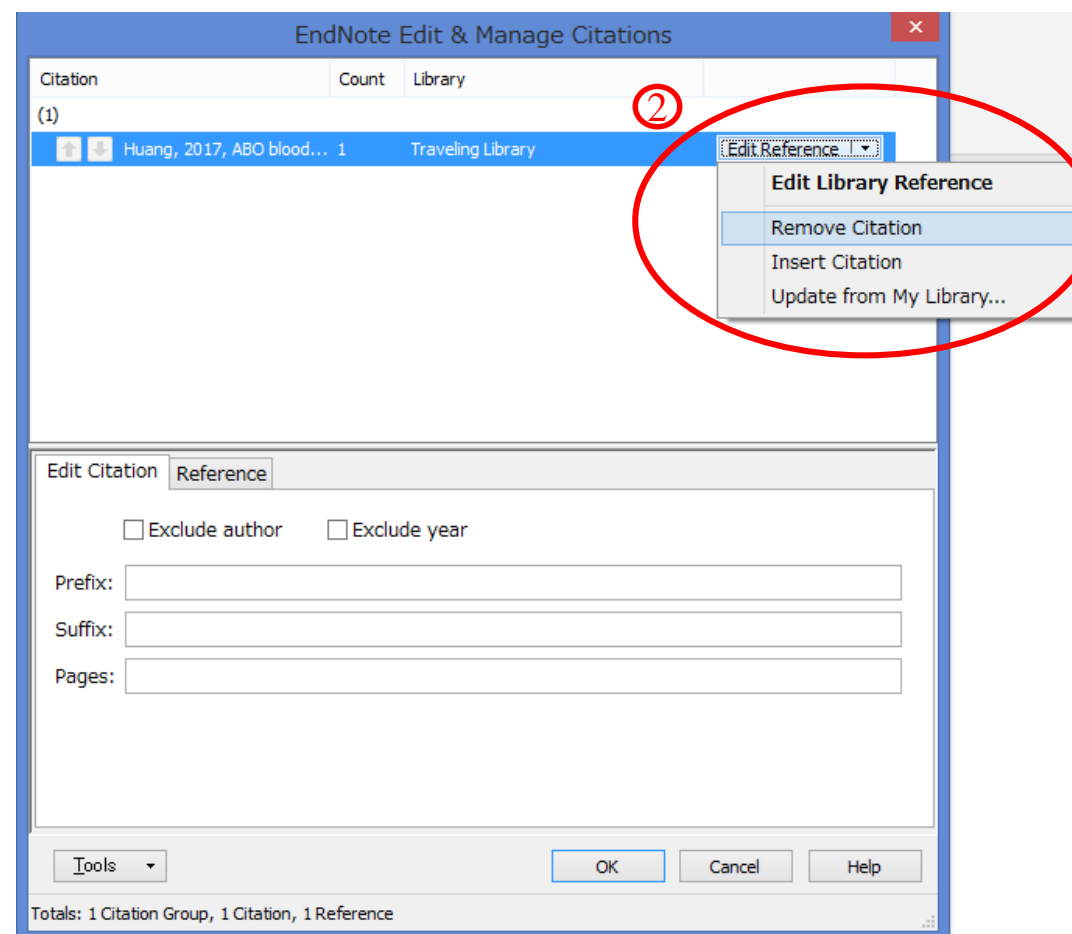 EndNote Edit & Manage Citations
Citation Count Library
(1)
②
Huang, 2017, ABO blood... 1 Traveling Library Edit Reference
Edit Library Reference
Remove Citation
Insert Citation
Update from My Library...
Edit Citation Reference
Exclude author Exclude year
Prefix:
Suffix:
Pages:
Tools OK Cancel Help
Totals: 1 Citation Group, 1 Citation, 1 Reference